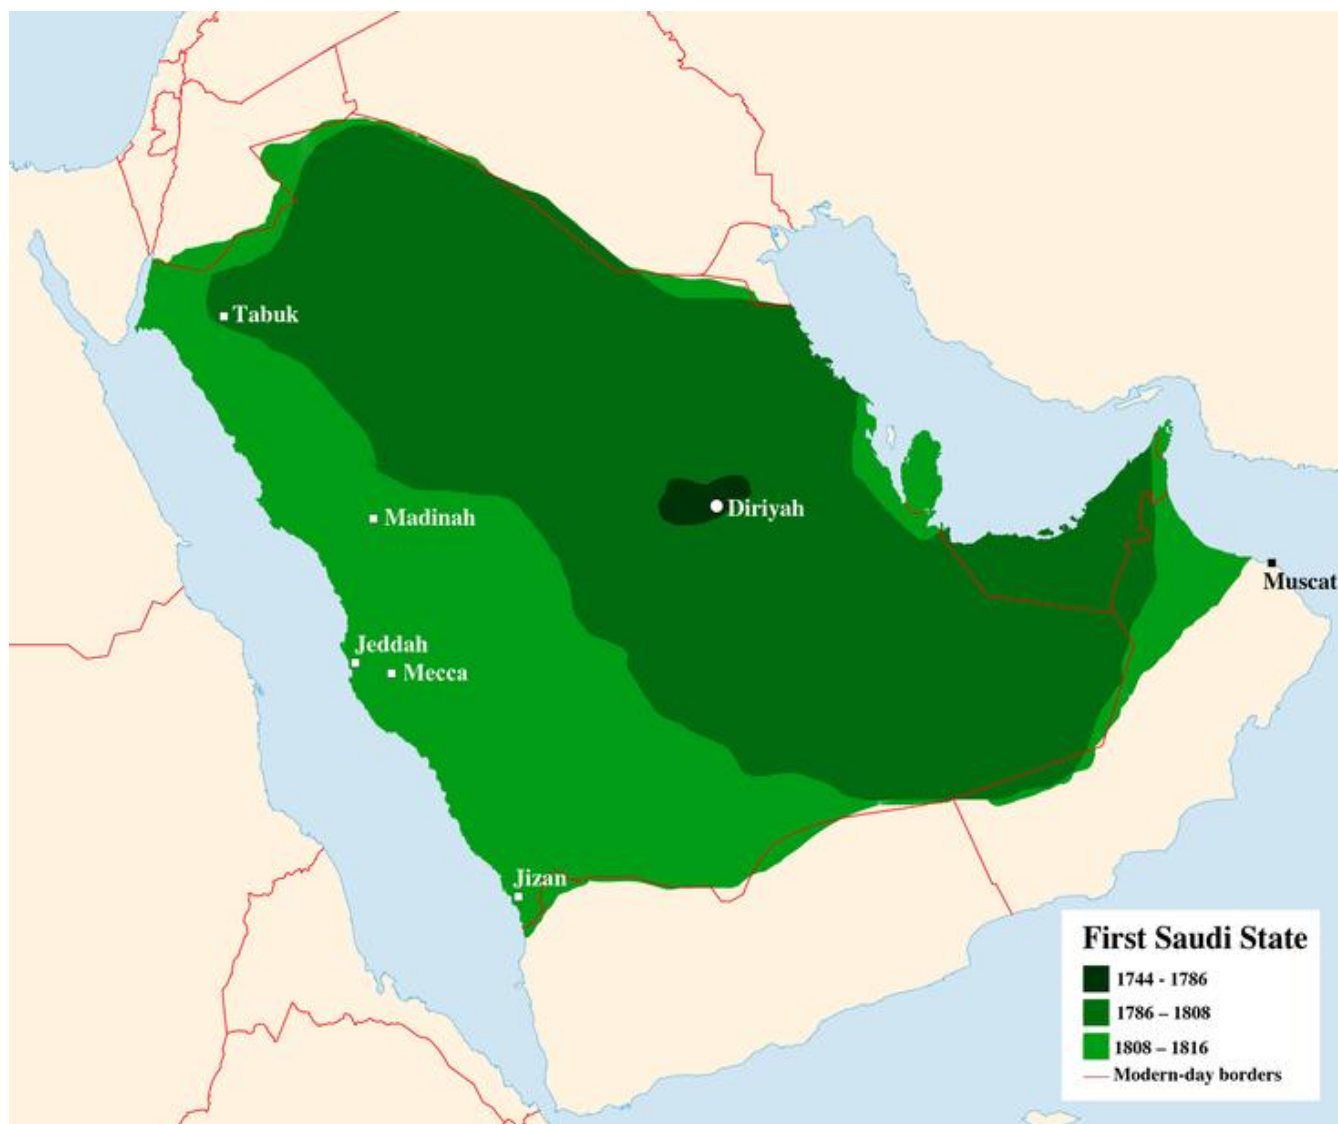 Tabuk
Diriyah
Madinah
Muscat
Jeddah
Mecca
Jizan
First Saudi State
1744 - 1786
1786 – 1808
1808 – 1816
Modern-day borders